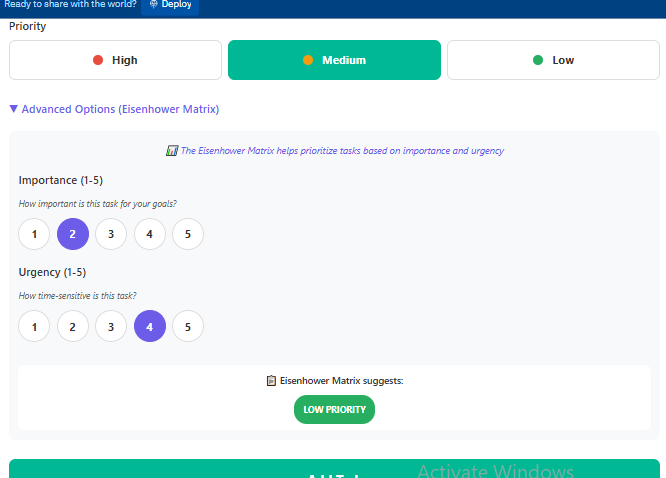 Ready to share with the world? Deploy
Priority
High Medium Low
▼ Advanced Options (Eisenhower Matrix)
The Eisenhower Matrix helps prioritize tasks based on importance and urgency
Importance (1-5)
How important is this task for your goals?
1 2 3 4 5
Urgency (1-5)
How time-sensitive is this task?
1 2 3 4 5
Eisenhower Matrix suggests:
LOW PRIORITY
Activate Windows